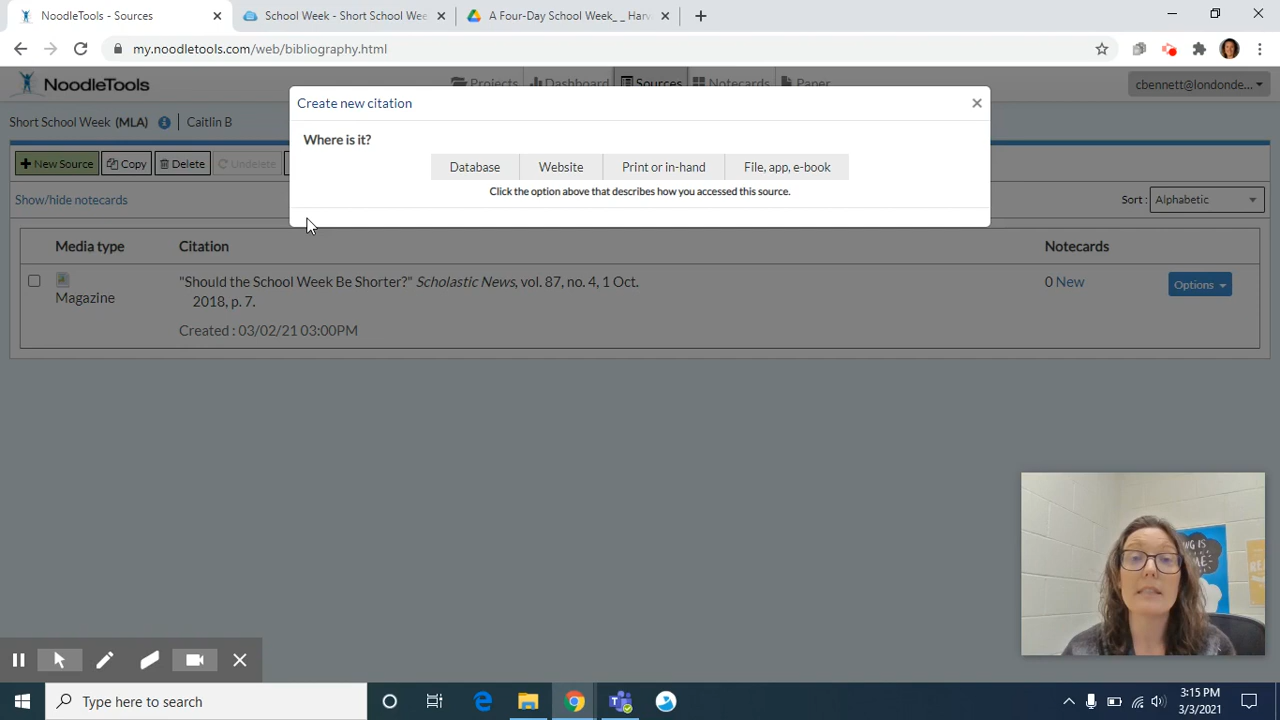 NoodleTools - Sources
School Week - Short School Wee
A Four-Day School Week_ _ Harv
my.noodletools.com/web/bibliography.html
NoodleTools
Projects
Dashboard
Sources
Notecards
Paper
cbennett@londonde...
Create new citation
Short School Week (MLA)
Caitlin B
Where is it?
New Source
Copy
Delete
Undelete
Database
Website
Print or in-hand
File, app, e-book
Click the option above that describes how you accessed this source.
Show/hide notecards
Sort :
Alphabetic
Media type
Citation
Notecards
Magazine
"Should the School Week Be Shorter?" Scholastic News, vol. 87, no. 4, 1 Oct.
2018, p. 7.
0 New
Options
Created : 03/02/21 03:00PM
Type here to search
3:15 PM
3/3/2021